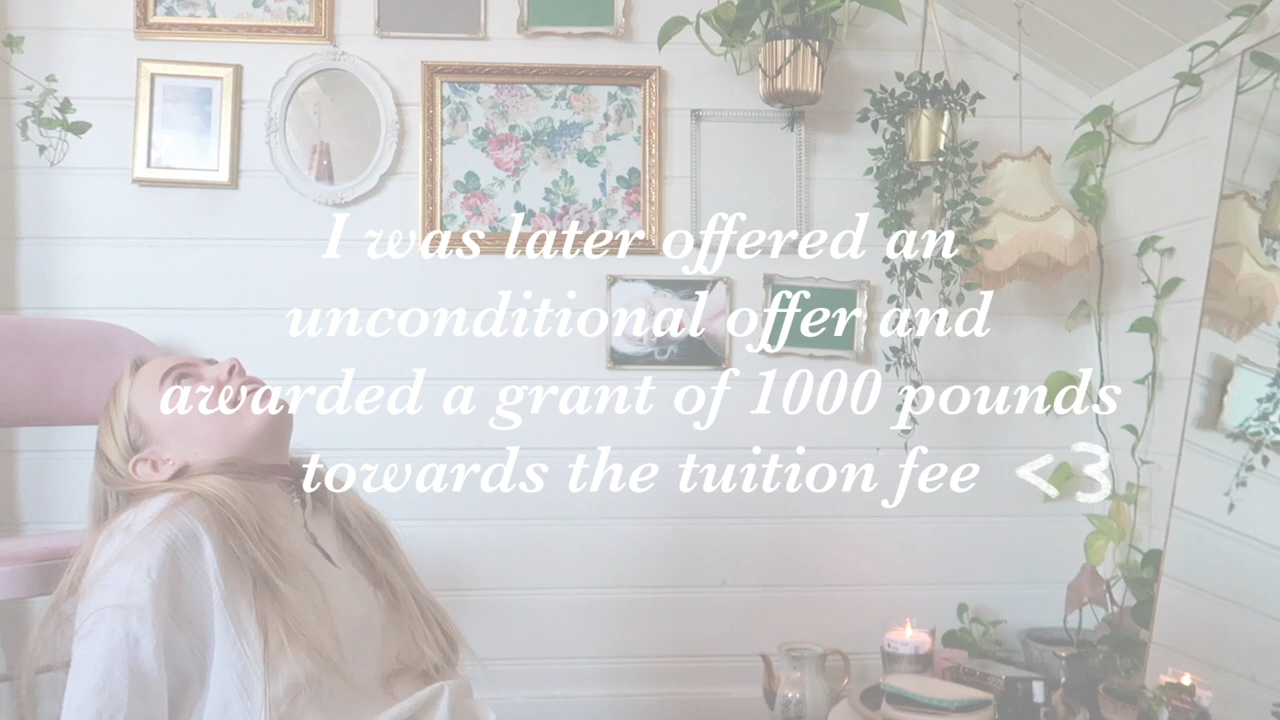 I was later offered an
unconditional offer and
awarded a grant of 1000 pounds
towards the tuition fee <3